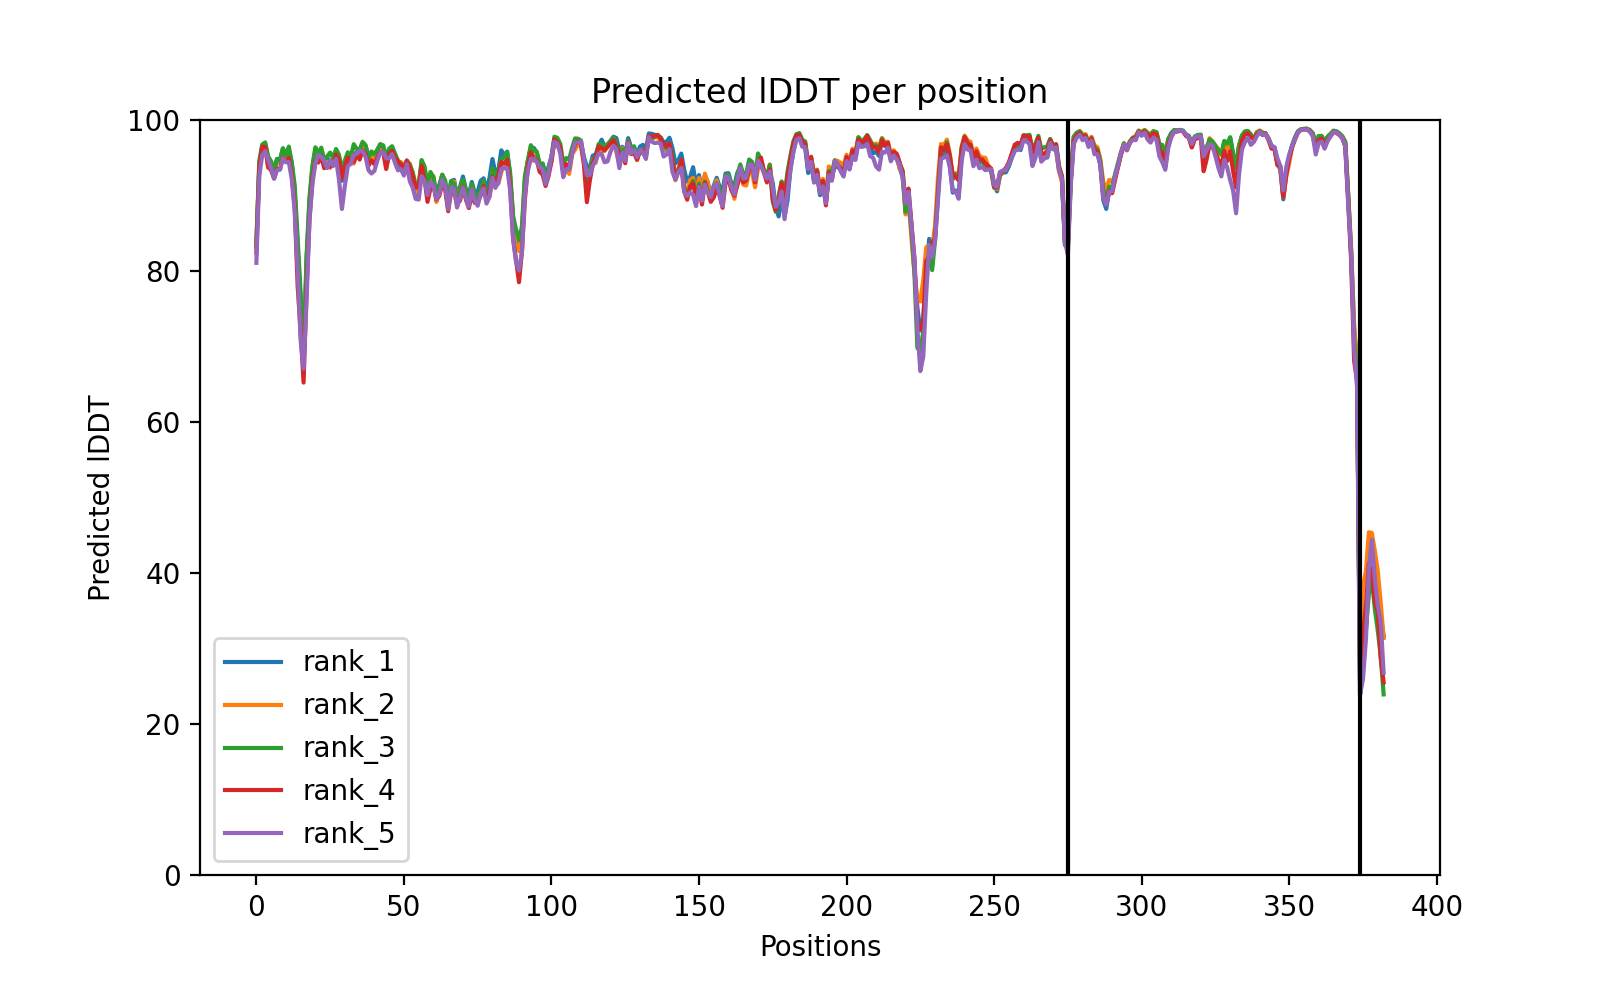 Predicted lDDT per position
100
80
60
40
20
0
Predicted lDDT
rank_1
rank_2
rank_3
rank_4
rank_5
0 50 100 150 200 250 300 350 400
Positions